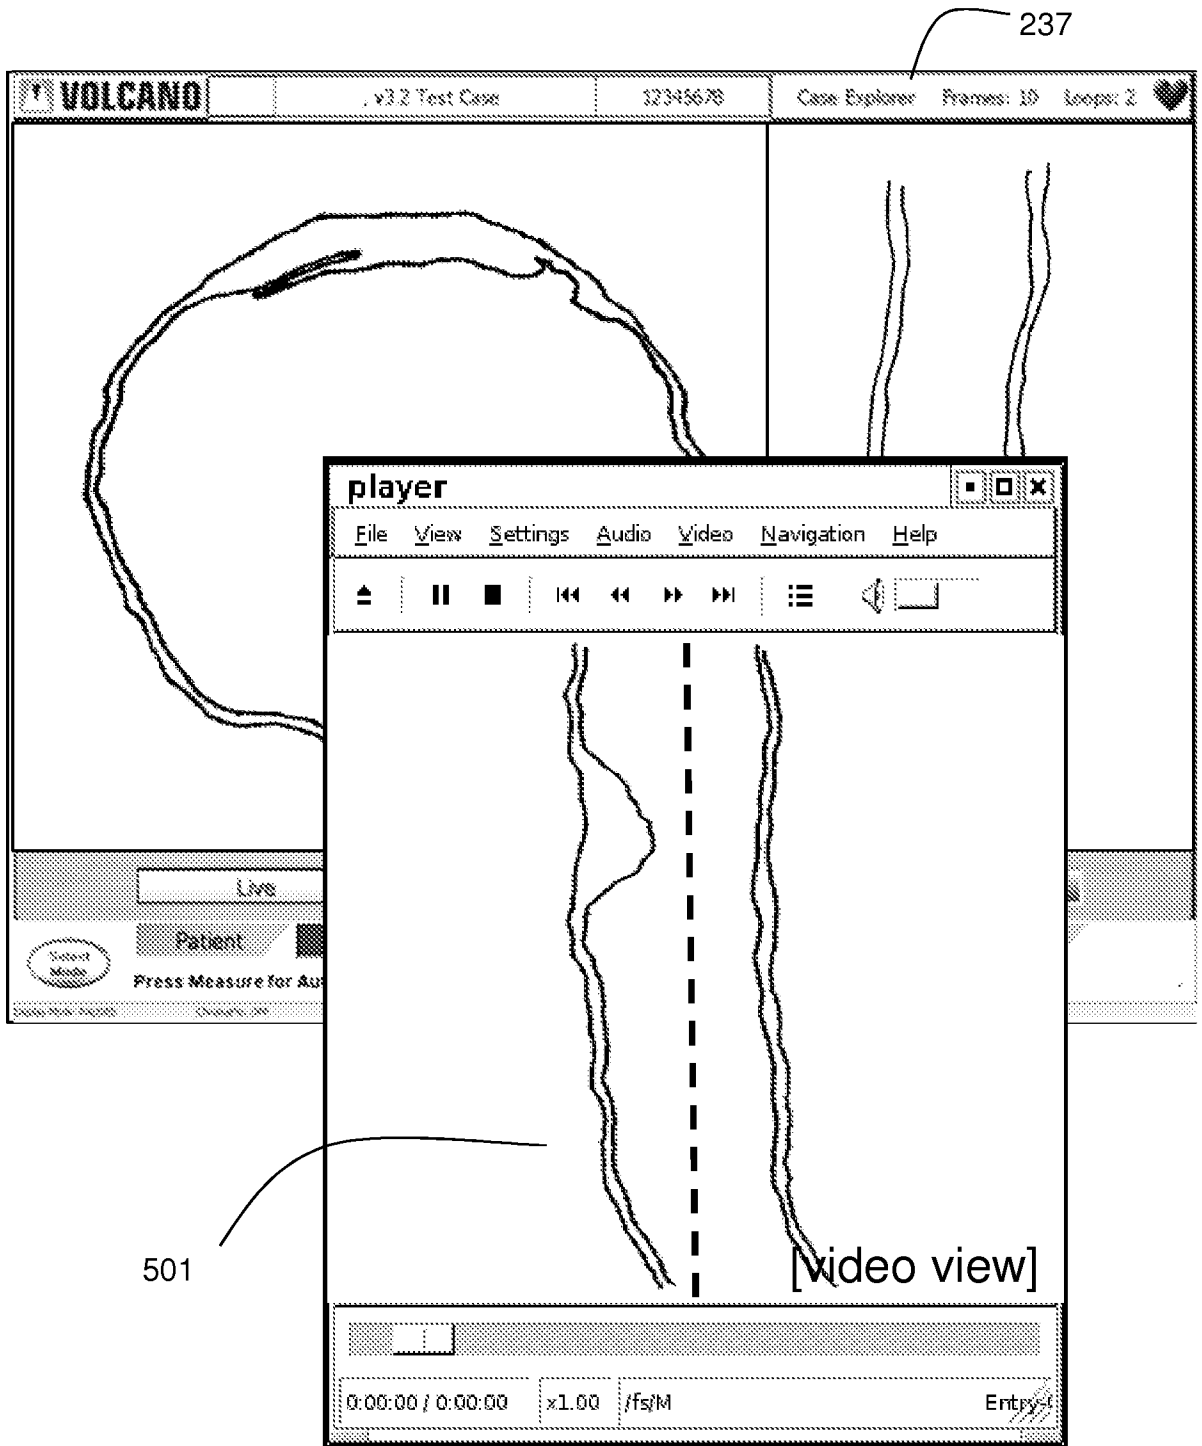 237
VOLCANO , v3.2 Test Case 12345678 Case Explorer Frames: 10 Loops: 2
player
File View Settings Audio Video Navigation Help
Live
Patient
Select
Mode
Press Measure for Au
501
[video view]
0:00:00 / 0:00:00 x1.00 /fs/M Entry-